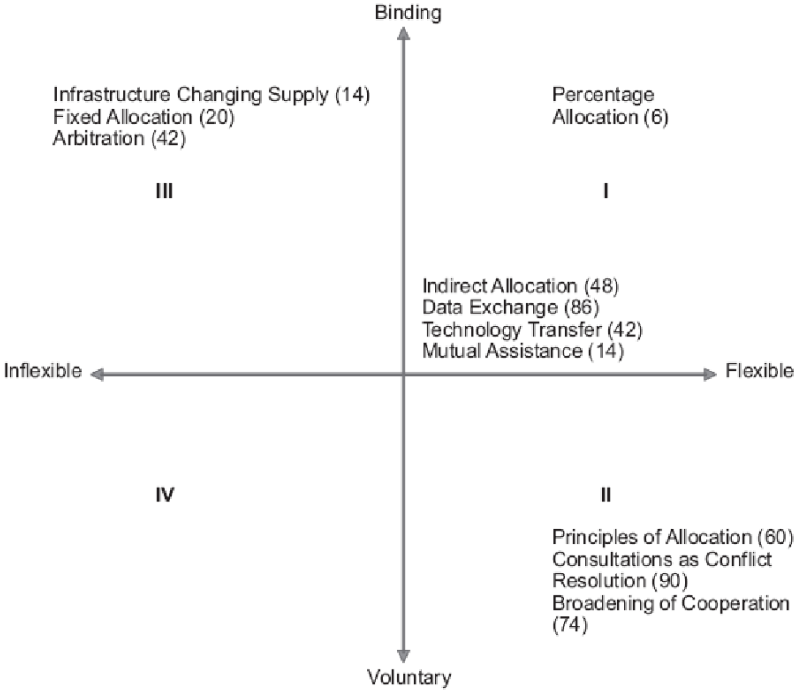 Binding
Infrastructure Changing Supply (14)
Fixed Allocation (20)
Arbitration (42)
III
Percentage
Allocation (6)
I
Indirect Allocation (48)
Data Exchange (86)
Technology Transfer (42)
Mutual Assistance (14)
Inflexible
Flexible
IV
II
Principles of Allocation (60)
Consultations as Conflict
Resolution (90)
Broadening of Cooperation
(74)
Voluntary